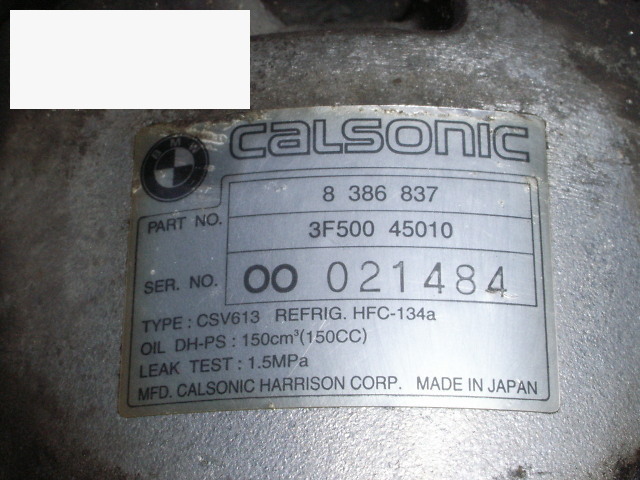 BMW CALSONIC
8 386 837
PART NO. 3F500 45010
SER. NO. 00 021484
TYPE : CSV613 REFRIG. HFC-134a
OIL DH-PS : 150cm³(150CC)
LEAK TEST : 1.5MPa
MFD. CALSONIC HARRISON CORP. MADE IN JAPAN